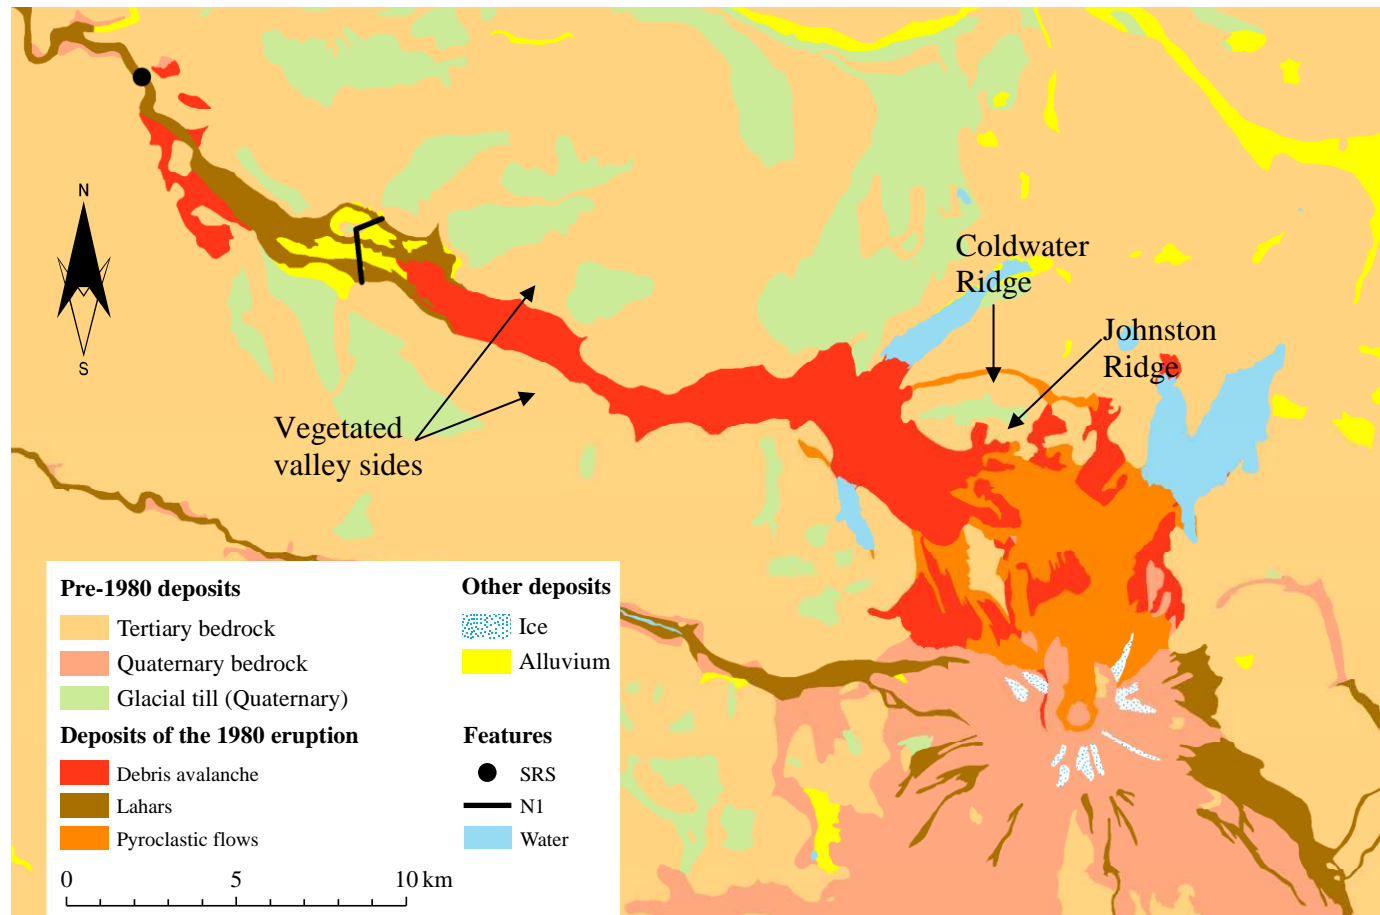 N
S
Coldwater
Ridge
Johnston
Ridge
Vegetated
valley sides
Pre-1980 deposits
Tertiary bedrock
Quaternary bedrock
Glacial till (Quaternary)
Deposits of the 1980 eruption
Debris avalanche
Lahars
Pyroclastic flows
Other deposits
Ice
Alluvium
Features
SRS
N1
Water
0 5 10 km